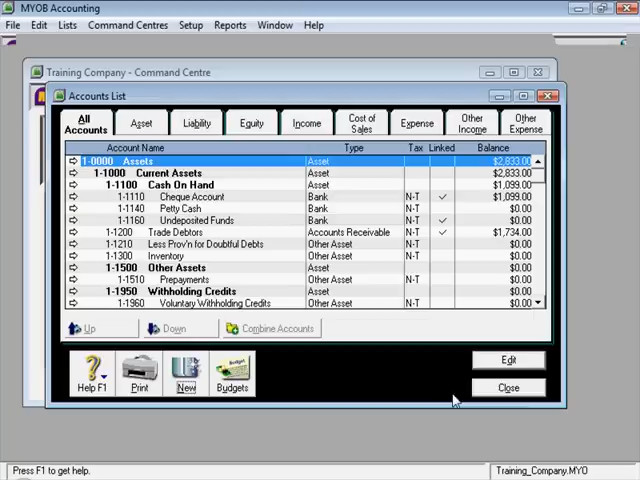 MYOB Accounting
File Edit Lists Command Centres Setup Reports Window Help
Training Company - Command Centre
Accounts List
All Accounts Asset Liability Equity Income Cost of Sales Expense Other Income Other Expense
Account Name Type Tax Linked Balance
1-0000 Assets Asset $2,833.00
1-1000 Current Assets Asset $2,833.00
1-1100 Cash On Hand Asset $1,099.00
1-1110 Cheque Account Bank N-T $1,099.00
1-1140 Petty Cash Bank N-T $0.00
1-1160 Undeposited Funds Bank N-T $0.00
1-1200 Trade Debtors Accounts Receivable N-T $1,734.00
1-1210 Less Prov'n for Doubtful Debts Other Asset N-T $0.00
1-1300 Inventory Other Asset N-T $0.00
1-1500 Other Assets Asset $0.00
1-1510 Prepayments Other Asset N-T $0.00
1-1950 Withholding Credits Asset $0.00
1-1960 Voluntary Withholding Credits Other Asset N-T $0.00
Up Down Combine Accounts
Edit
Budget
Help F1 Print New Budgets Close
Press F1 to get help. Training_Company.MYO